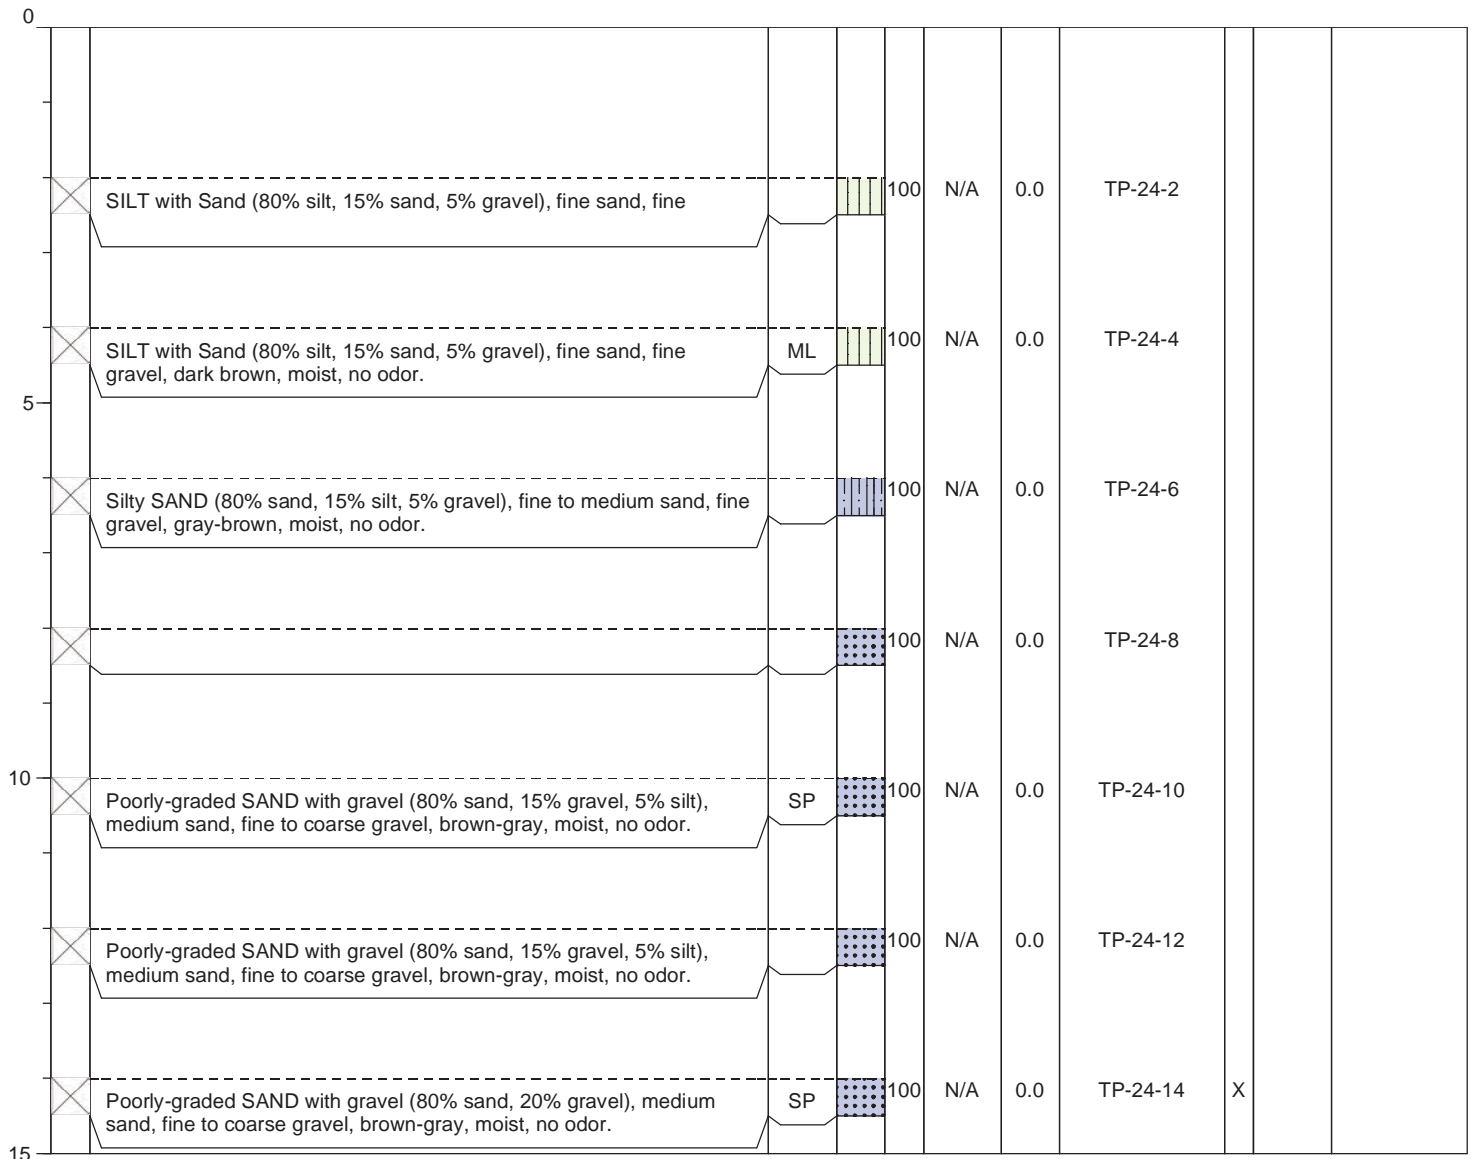 0
SILT with Sand (80% silt, 15% sand, 5% gravel), fine sand, fine
100 N/A 0.0 TP-24-2
SILT with Sand (80% silt, 15% sand, 5% gravel), fine sand, fine
gravel, dark brown, moist, no odor.
ML 100 N/A 0.0 TP-24-4
5
Silty SAND (80% sand, 15% silt, 5% gravel), fine to medium sand, fine
gravel, gray-brown, moist, no odor.
100 N/A 0.0 TP-24-6
100 N/A 0.0 TP-24-8
10
Poorly-graded SAND with gravel (80% sand, 15% gravel, 5% silt),
medium sand, fine to coarse gravel, brown-gray, moist, no odor.
SP 100 N/A 0.0 TP-24-10
Poorly-graded SAND with gravel (80% sand, 15% gravel, 5% silt),
medium sand, fine to coarse gravel, brown-gray, moist, no odor.
100 N/A 0.0 TP-24-12
Poorly-graded SAND with gravel (80% sand, 20% gravel), medium
sand, fine to coarse gravel, brown-gray, moist, no odor.
SP 100 N/A 0.0 TP-24-14 X
15